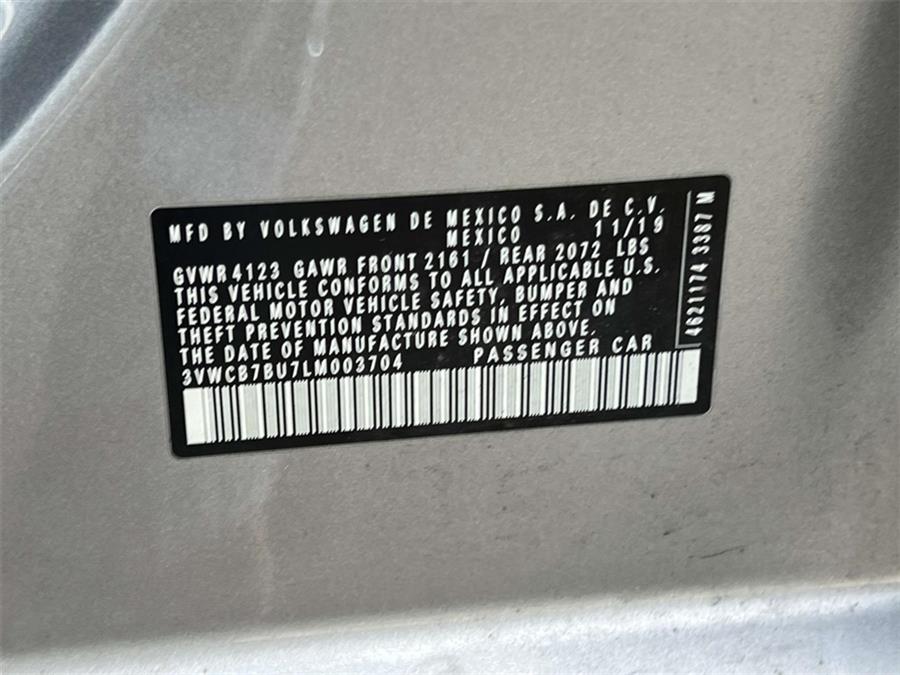 MFD BY VOLKSWAGEN DE MEXICO S.A. DE C.V.
MEXICO 11/19
GVWR 4123 GAWR FRONT 2161 / REAR 2072 LBS
THIS VEHICLE CONFORMS TO ALL APPLICABLE U.S.
FEDERAL MOTOR VEHICLE SAFETY, BUMPER AND
THEFT PREVENTION STANDARDS IN EFFECT ON
THE DATE OF MANUFACTURE SHOWN ABOVE.
3VWCB7BU7LM003704 PASSENGER CAR
4621174 3387 M